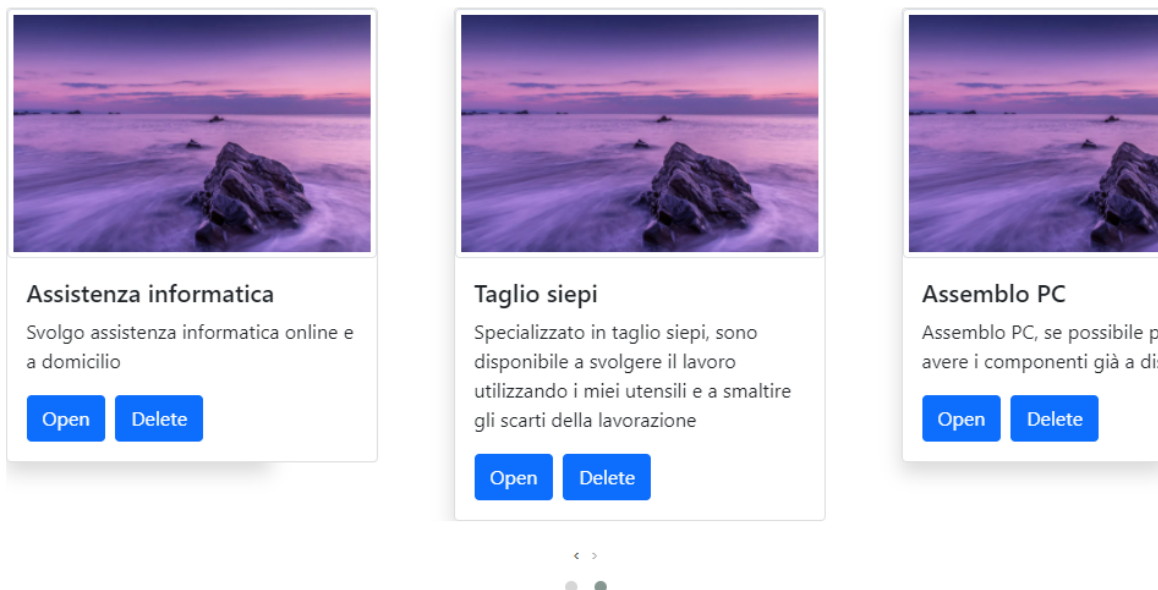 Assistenza informatica
Svolgo assistenza informatica online e
a domicilio
Open Delete
Taglio siepi
Specializzato in taglio siepi, sono
disponibile a svolgere il lavoro
utilizzando i miei utensili e a smaltire
gli scarti della lavorazione
Open Delete
Assemblo PC
Assemblo PC, se possibile
avere i componenti già a
Open Delete
‹ ›